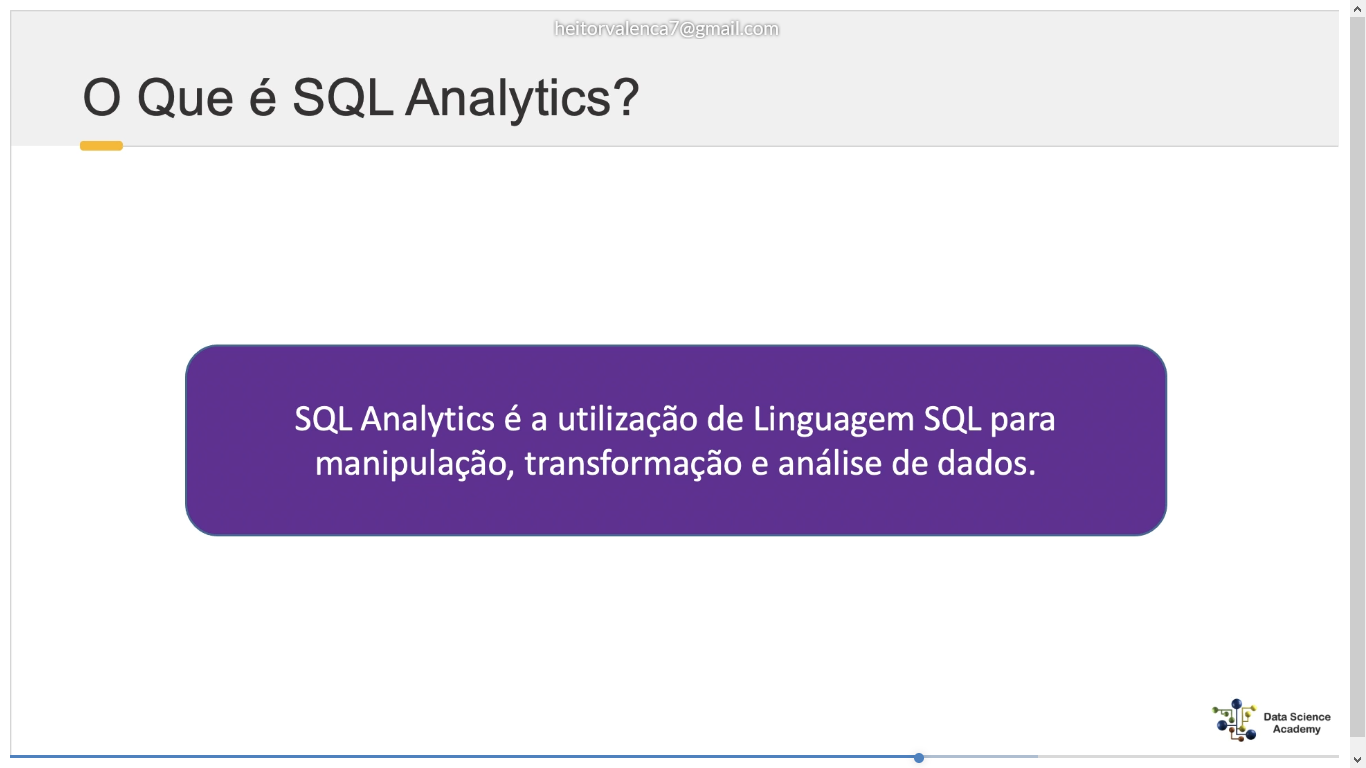 heitorvalenca7@gmail.com
O Que é SQL Analytics?
SQL Analytics é a utilização de Linguagem SQL para
manipulação, transformação e análise de dados.
Data Science
Academy